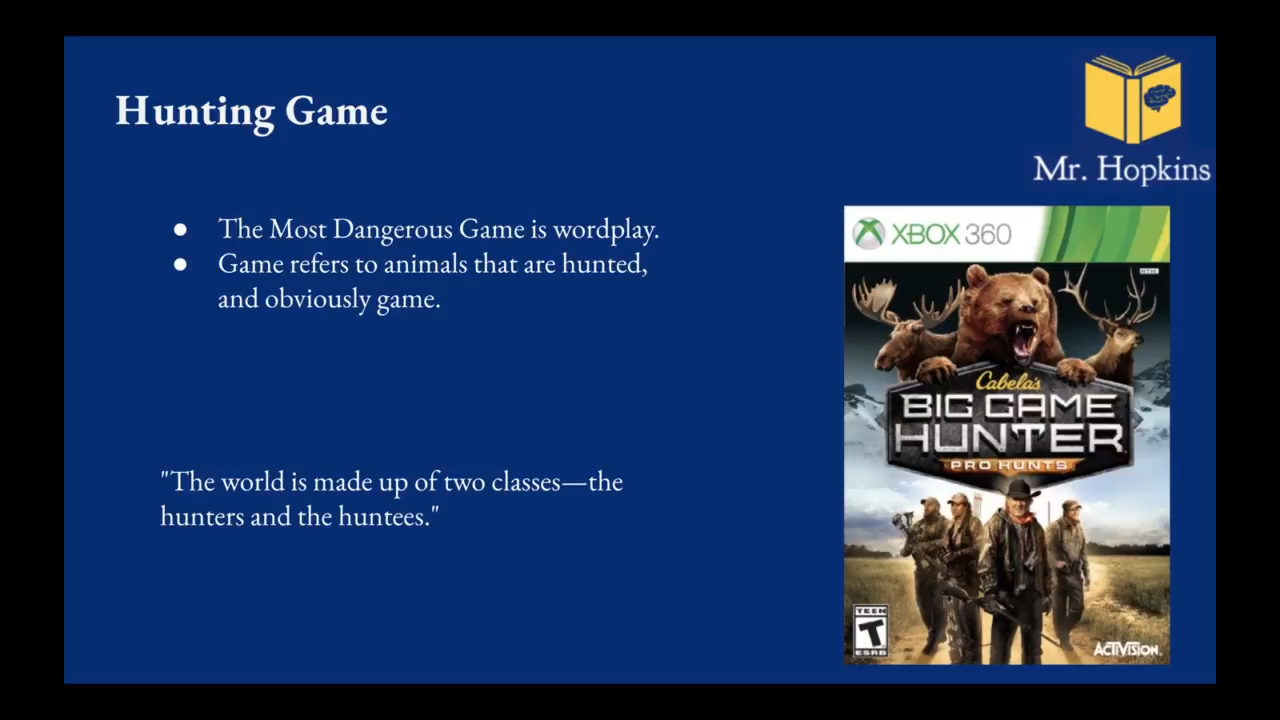 Hunting Game
Mr. Hopkins
● The Most Dangerous Game is wordplay.
● Game refers to animals that are hunted,
and obviously game.
"The world is made up of two classes—the
hunters and the huntees."
XBOX 360
Cabela's
BIG GAME
HUNTER
PRO HUNTS
TEEN
T
ESRB
ACTIVISION